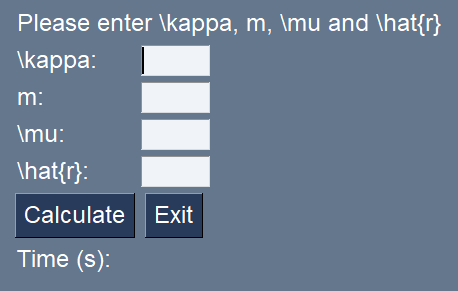 Please enter \kappa, m, \mu and \hat{r}
\kappa:
m:
\mu:
\hat{r}:
Calculate Exit
Time (s):